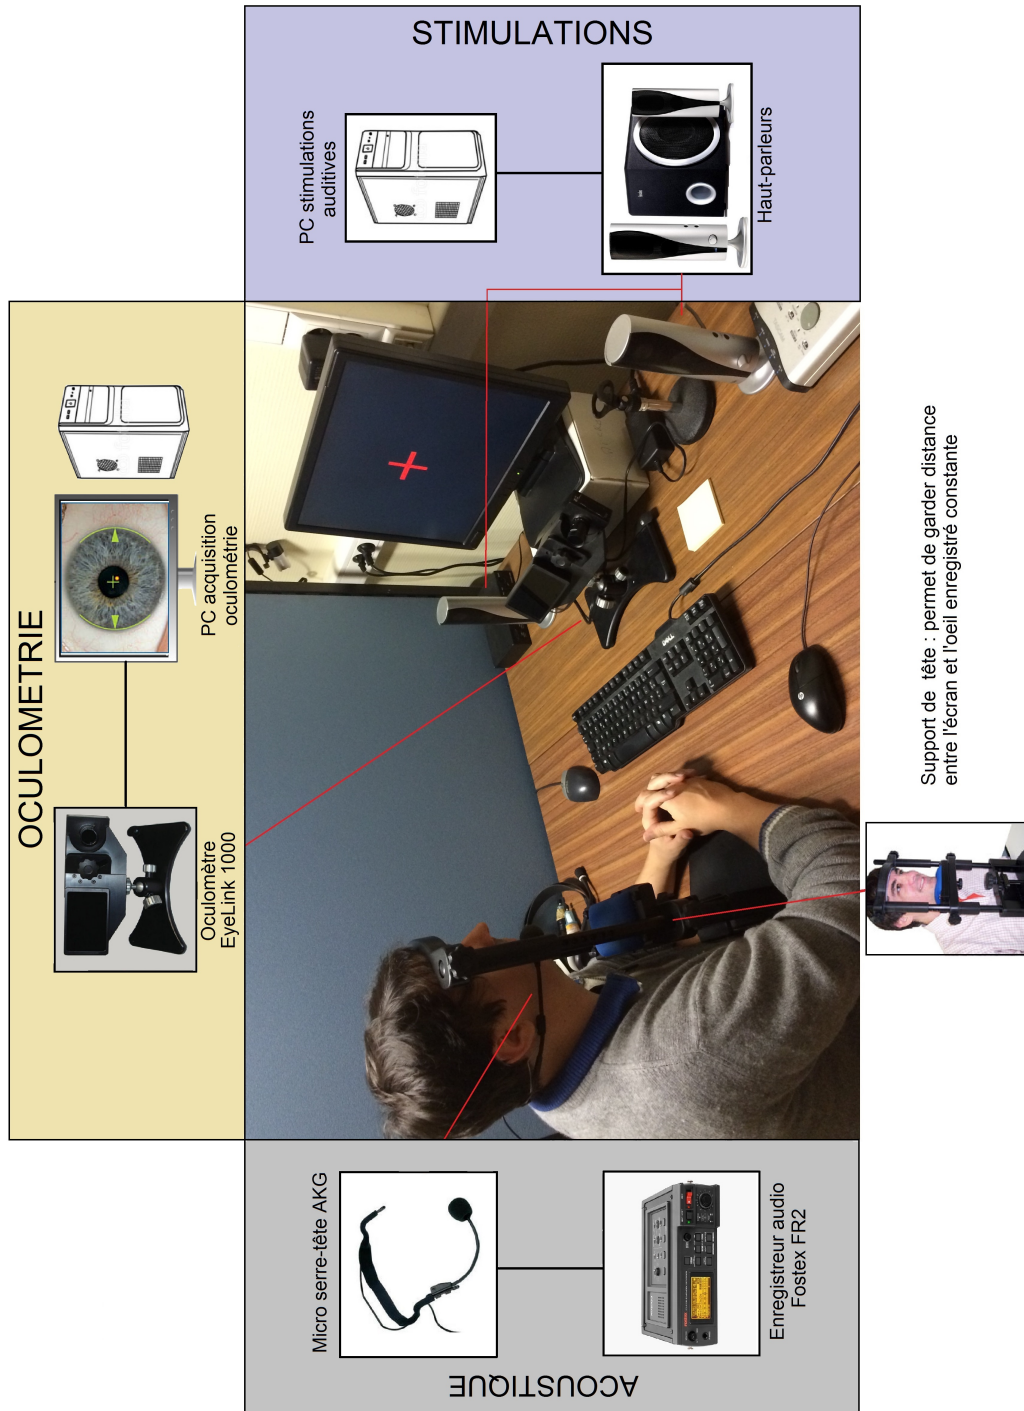 STIMULATIONS
PC stimulations
auditives
Haut-parleurs
OCULOMETRIE
PC acquisition
oculométrie
Oculomètre
EyeLink 1000
Support de tête : permet de garder distance
entre l'écran et l'oeil enregistré constante
Micro serre-tête AKG
Enregistreur audio
Fostex FR2
ACOUSTIQUE
DELL